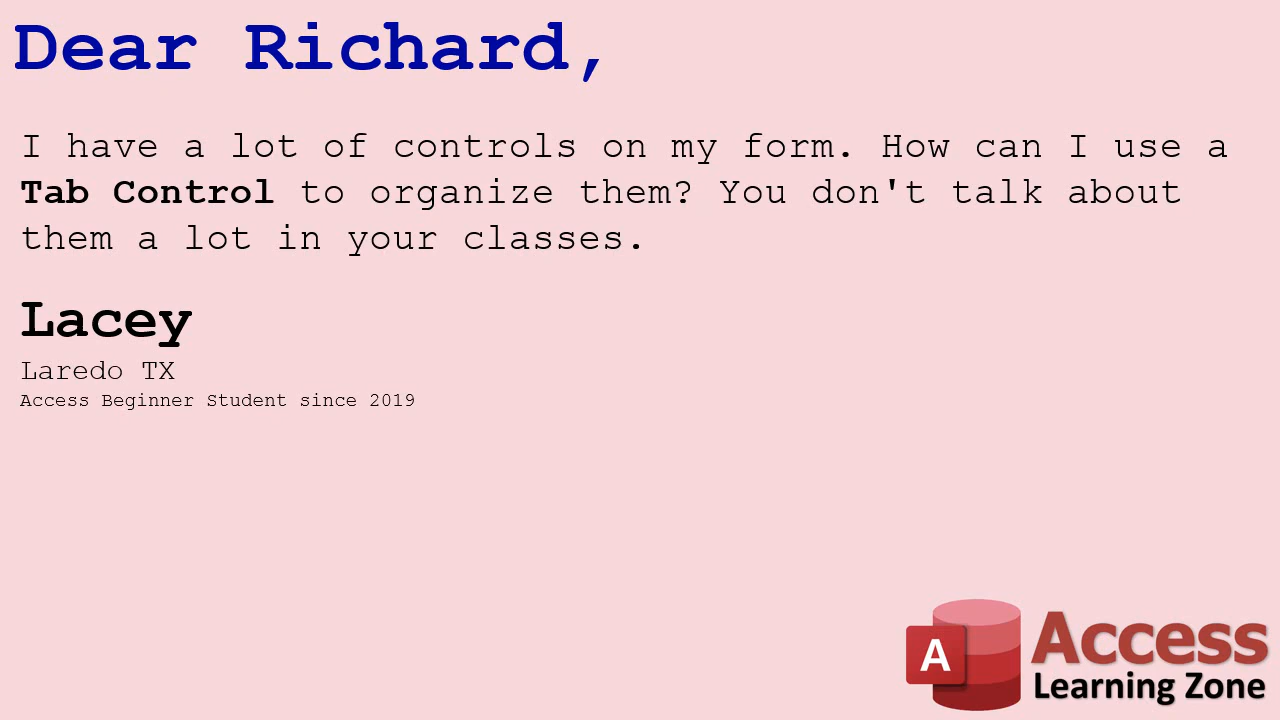 Dear Richard,
I have a lot of controls on my form. How can I use a
Tab Control to organize them? You don't talk about
them a lot in your classes.
Lacey
Laredo TX
Access Beginner Student since 2019
A
Access
Learning Zone